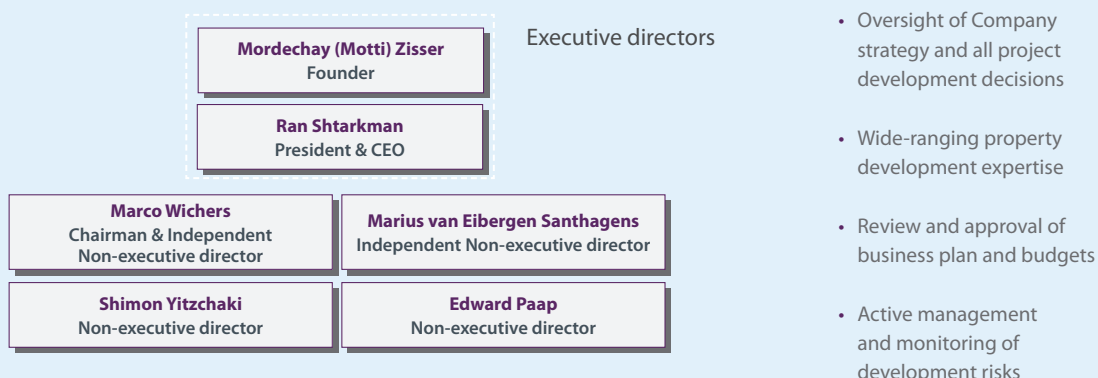 Mordechay (Motti) Zisser
Founder
Executive directors
Ran Shtarkman
President & CEO
Marco Wichers
Chairman & Independent
Non-executive director
Marius van Eibergen Santhagens
Independent Non-executive director
Shimon Yitzchaki
Non-executive director
Edward Paap
Non-executive director
• Oversight of Company
strategy and all project
development decisions
• Wide-ranging property
development expertise
• Review and approval of
business plan and budgets
• Active management
and monitoring of
development risks